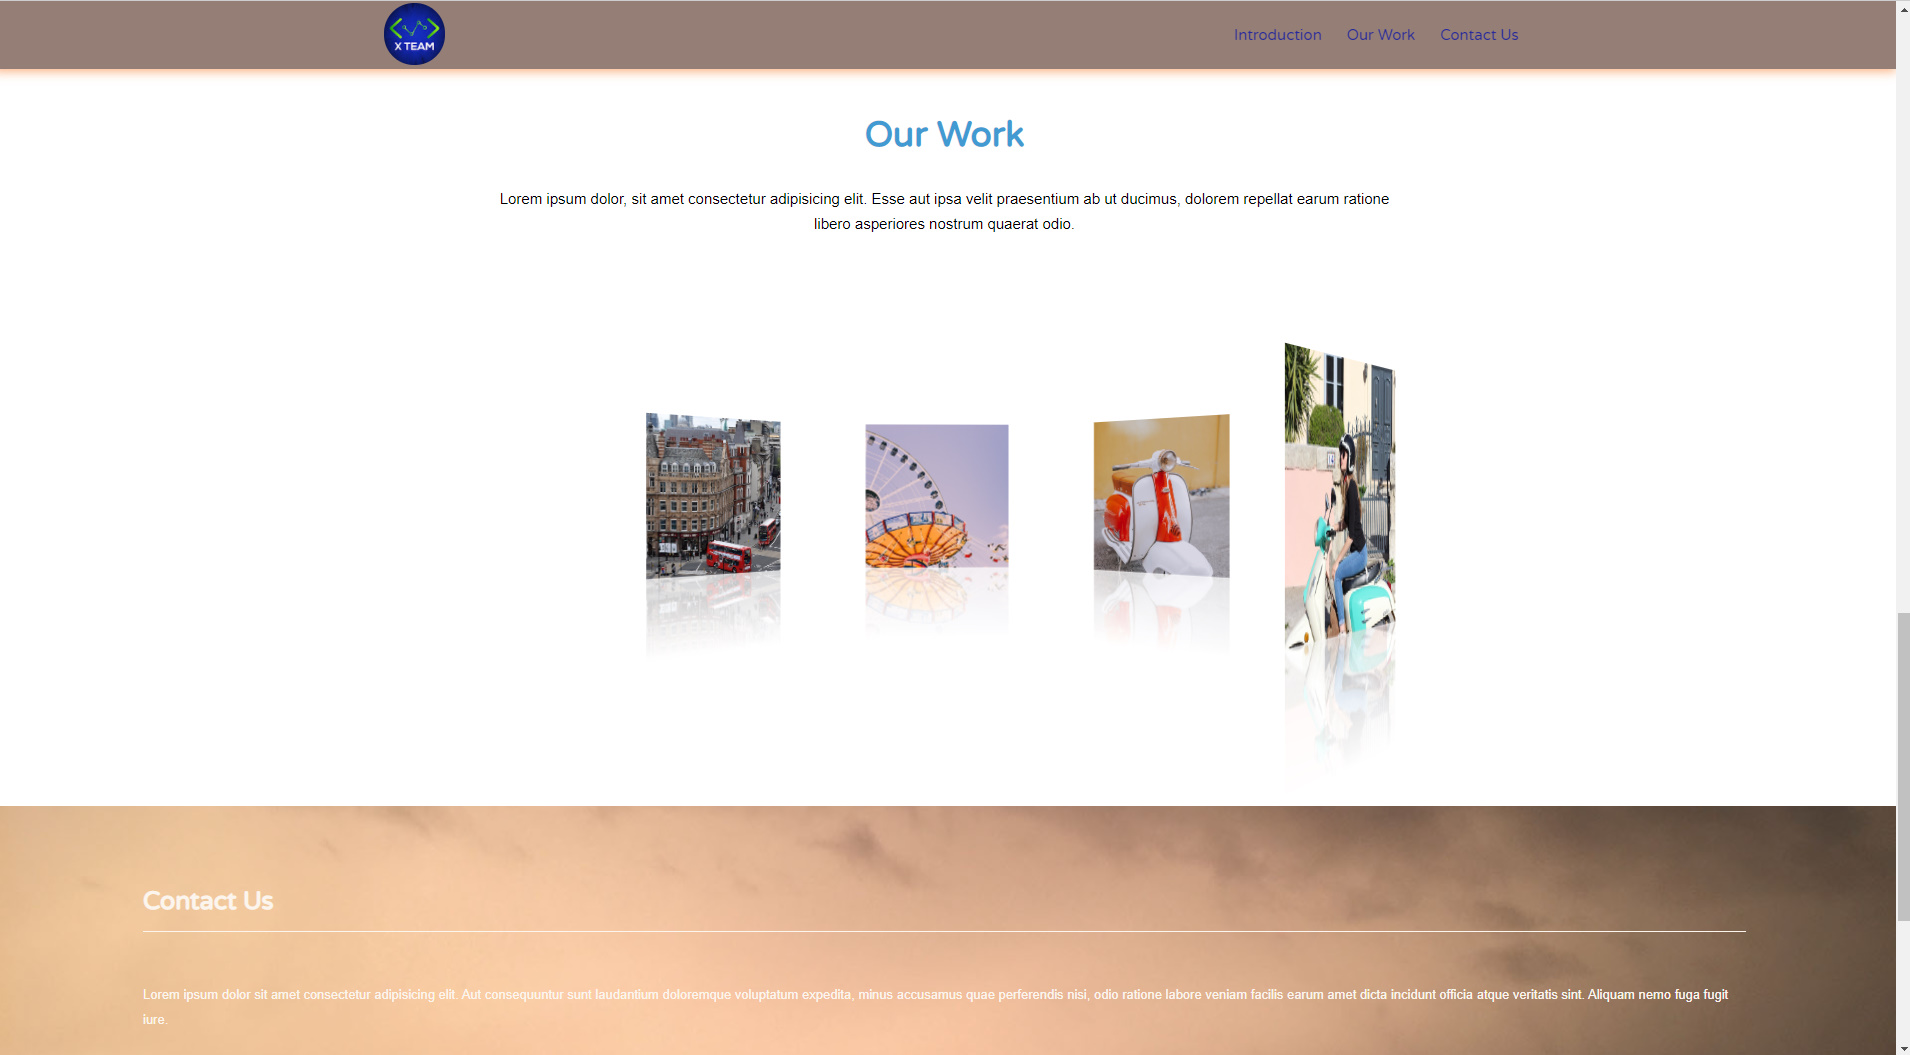 X TEAM
Introduction
Our Work
Contact Us
Our Work
Lorem ipsum dolor, sit amet consectetur adipisicing elit. Esse aut ipsa velit praesentium ab ut ducimus, dolorem repellat earum ratione
libero asperiores nostrum quaerat odio.
Contact Us
Lorem ipsum dolor sit amet consectetur adipisicing elit. Aut consequuntur sunt laudantium doloremque voluptatum expedita, minus accusamus quae perferendis nisi, odio ratione labore veniam facilis earum amet dicta incidunt officia atque veritatis sint. Aliquam nemo fuga fugit
iure.